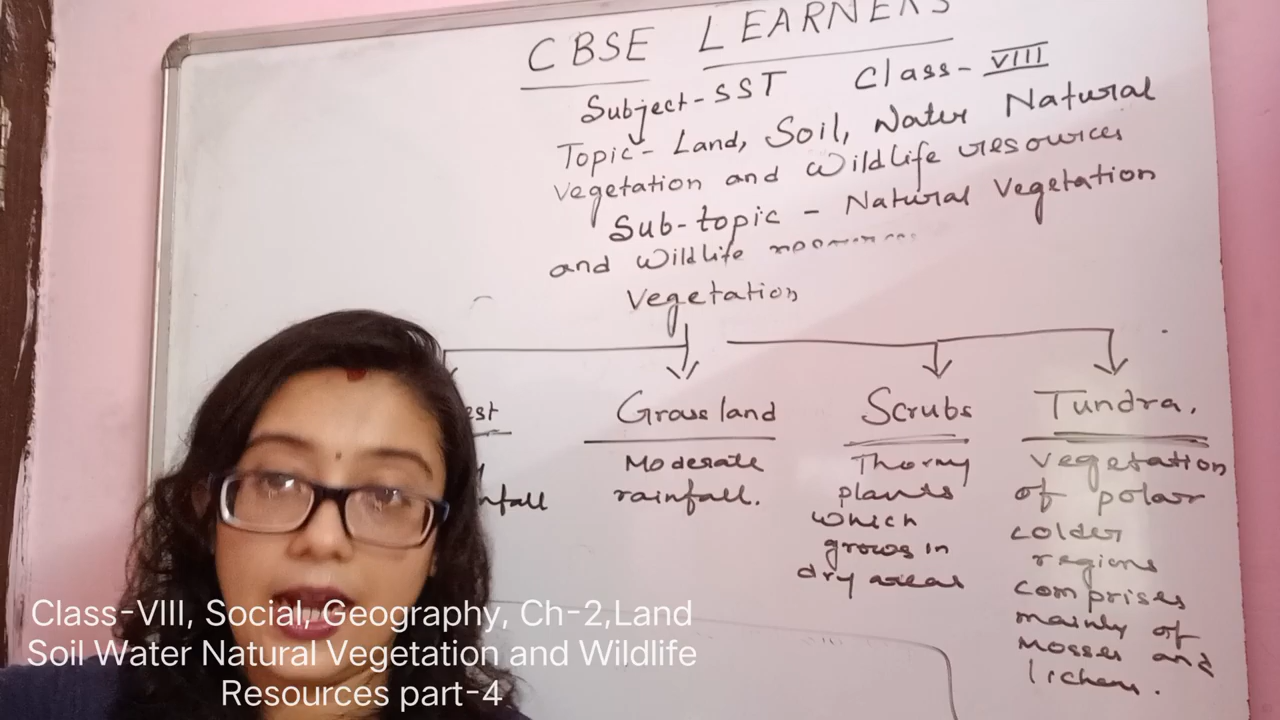 CBSE LEARNERS
Subject - SST Class - VIII
Topic - Land, Soil, Water Natural
Vegetation and Wildlife resources
Sub-topic - Natural Vegetation
and Wildlife
Vegetation
est Grassland Scrubs Tundra.
nfall Moderate rainfall.
Thorny
plants
which
grows in
dry areas
Vegetation
of polar
colder
regions
comprises
mainly of
Mosses and
lichens.
Class-VIII, Social, Geography, Ch-2,Land
Soil Water Natural Vegetation and Wildlife
Resources part-4